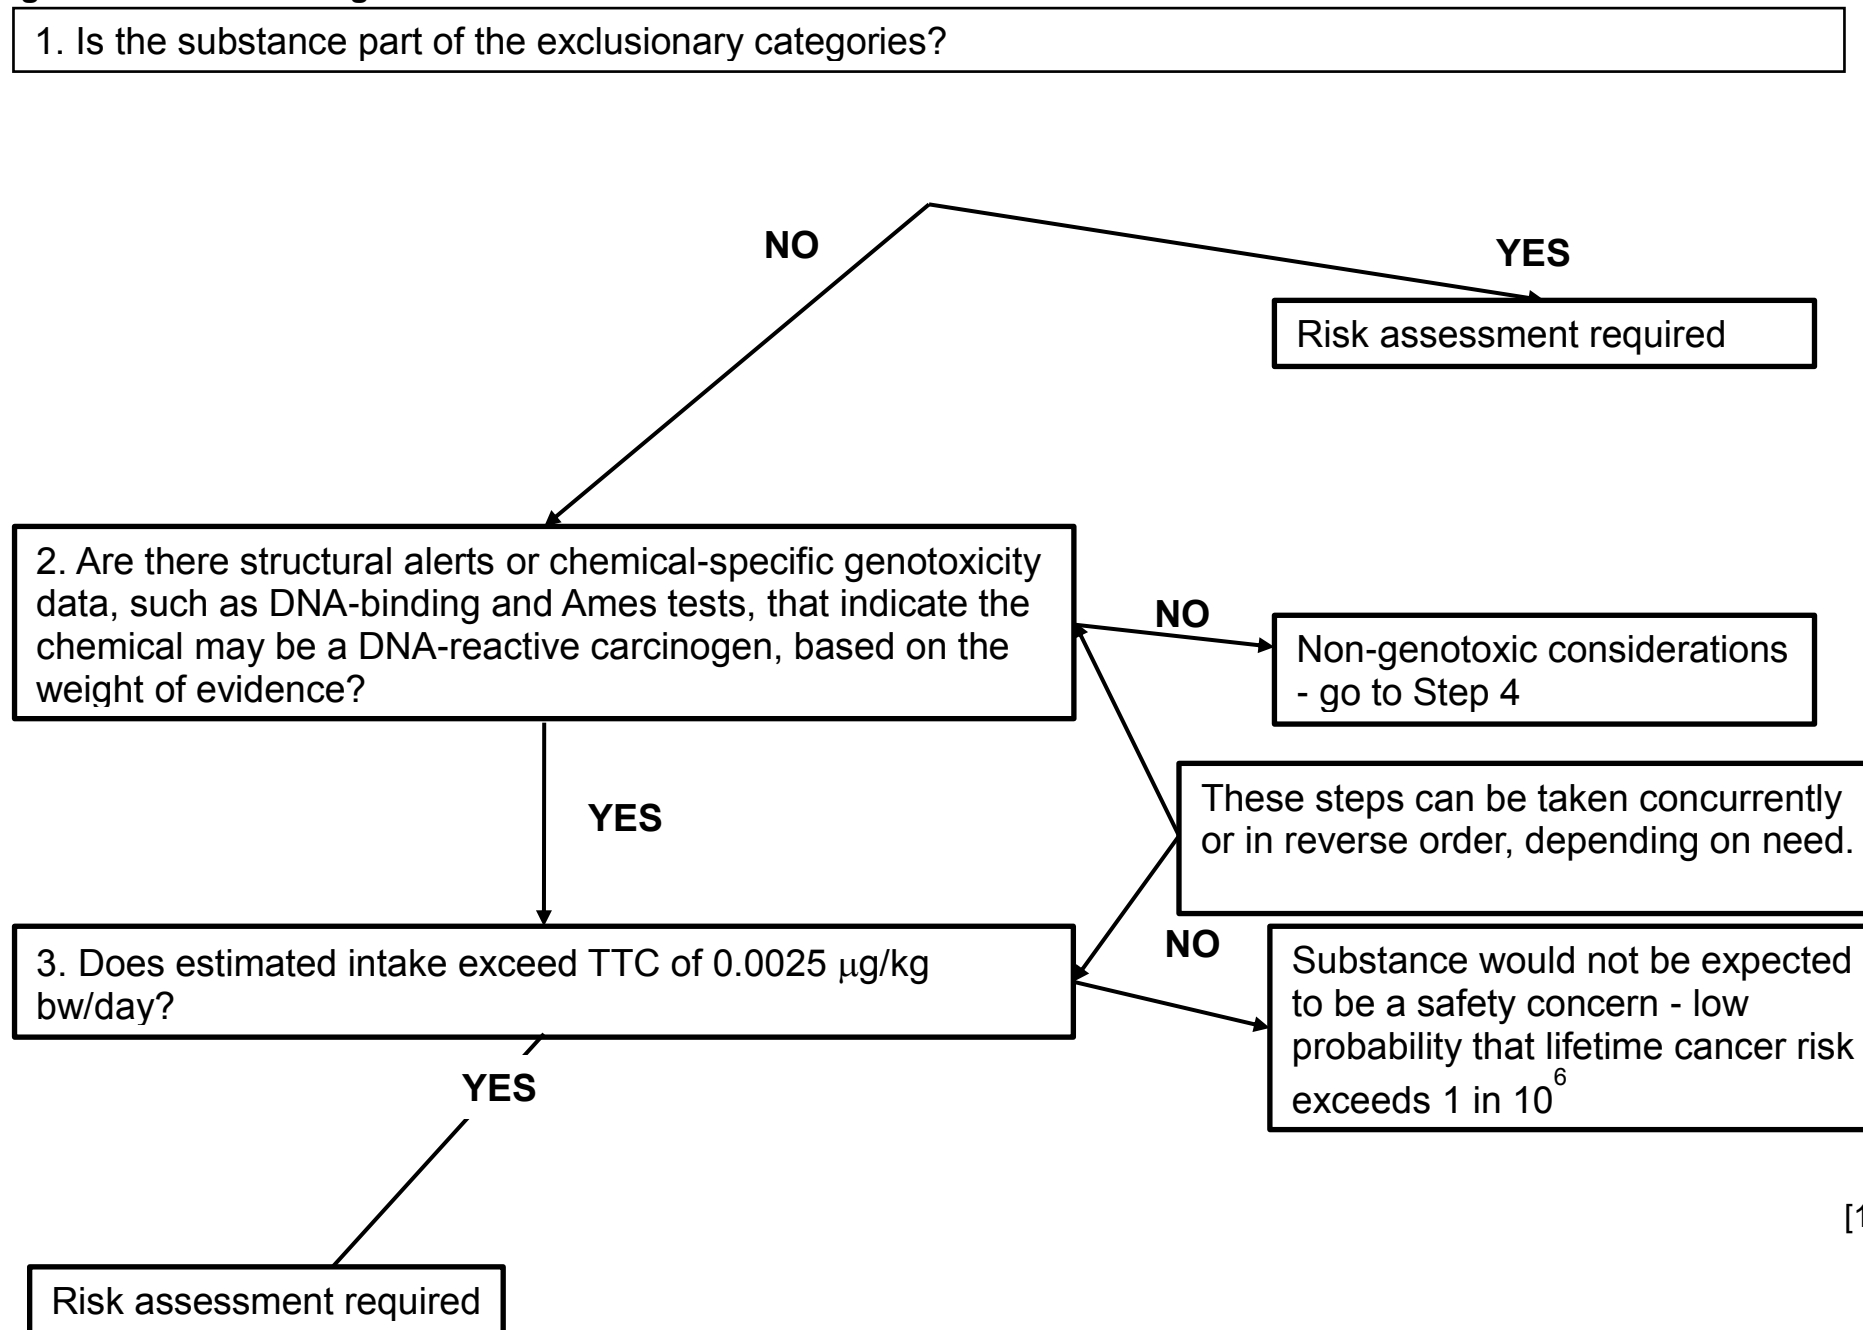 1. Is the substance part of the exclusionary categories?
NO
YES
Risk assessment required
2. Are there structural alerts or chemical-specific genotoxicity
data, such as DNA-binding and Ames tests, that indicate the
chemical may be a DNA-reactive carcinogen, based on the
weight of evidence?
NO
Non-genotoxic considerations
- go to Step 4
YES
These steps can be taken concurrently
or in reverse order, depending on need.
3. Does estimated intake exceed TTC of 0.0025 μg/kg
bw/day?
NO
Substance would not be expected
to be a safety concern - low
probability that lifetime cancer risk
exceeds 1 in 10⁶
YES
[1
Risk assessment required